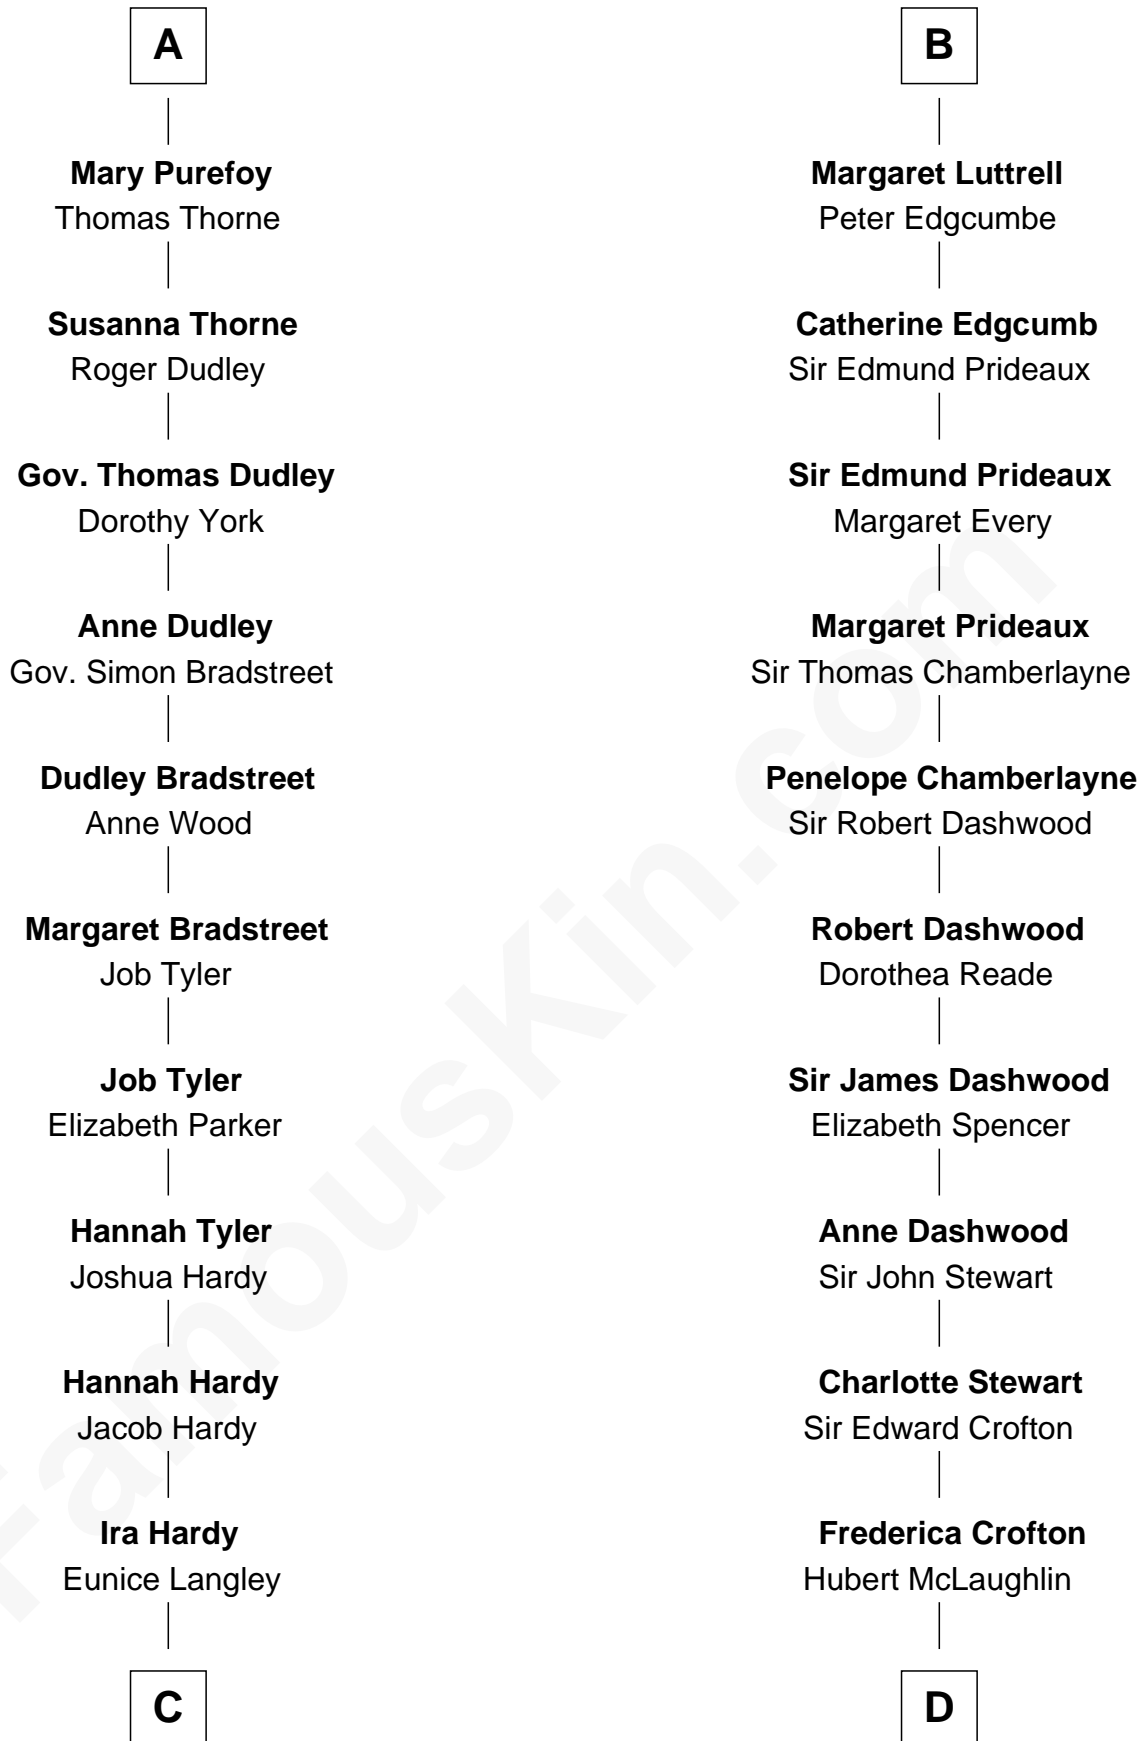 A
Mary Purefoy
Thomas Thorne
Susanna Thorne
Roger Dudley
Gov. Thomas Dudley
Dorothy York
Anne Dudley
Gov. Simon Bradstreet
Dudley Bradstreet
Anne Wood
Margaret Bradstreet
Job Tyler
Job Tyler
Elizabeth Parker
Hannah Tyler
Joshua Hardy
Hannah Hardy
Jacob Hardy
Ira Hardy
Eunice Langley
C
B
Margaret Luttrell
Peter Edgcumbe
Catherine Edgcumb
Sir Edmund Prideaux
Sir Edmund Prideaux
Margaret Every
Margaret Prideaux
Sir Thomas Chamberlayne
Penelope Chamberlayne
Sir Robert Dashwood
Robert Dashwood
Dorothea Reade
Sir James Dashwood
Elizabeth Spencer
Anne Dashwood
Sir John Stewart
Charlotte Stewart
Sir Edward Crofton
Frederica Crofton
Hubert McLaughlin
D
FamousKin.com